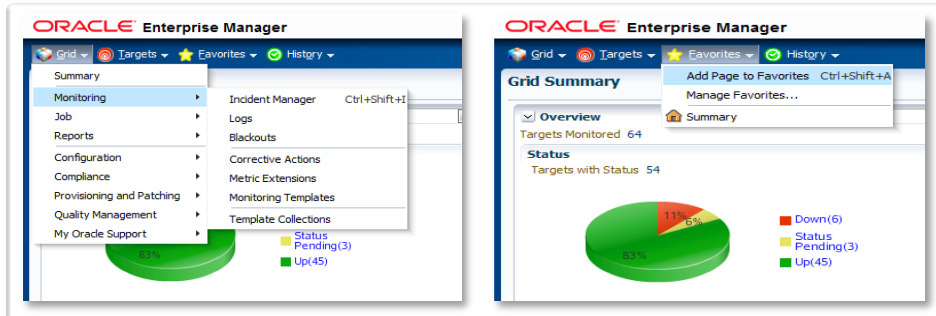 ORACLE Enterprise Manager
Grid Targets Favorites History
Summary
Monitoring
Job
Reports
Configuration
Compliance
Provisioning and Patching
Quality Management
My Oracle Support
Incident Manager Ctrl+Shift+I
Logs
Blackouts
Corrective Actions
Metric Extensions
Monitoring Templates
Template Collections
83%
Status
Pending(3)
Up(45)
ORACLE Enterprise Manager
Grid Targets Favorites History
Add Page to Favorites Ctrl+Shift+A
Manage Favorites...
Summary
Grid Summary
Overview
Targets Monitored 64
Status
Targets with Status 54
11%
6%
83%
Down(6)
Status
Pending(3)
Up(45)